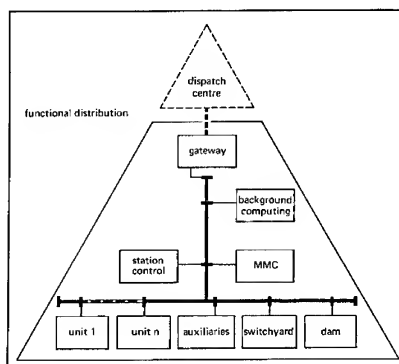 dispatch
centre
functional distribution
gateway
background
computing
station
control
MMC
unit 1
unit n
auxiliaries
switchyard
dam